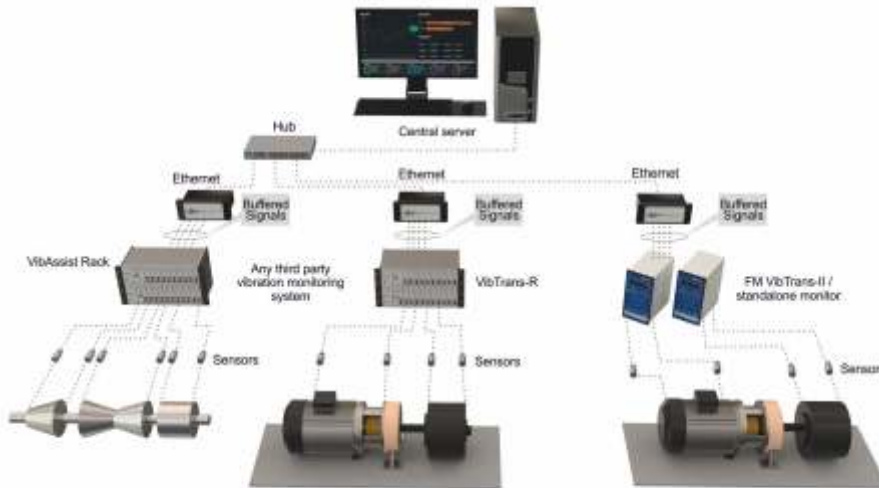 Hub
Central server
Ethernet
Ethernet
Ethernet
Buffered
Signals
Buffered
Signals
Buffered
Signals
VibAssist Rack
Any third party
vibration monitoring
system
VibTrans-R
FM VibTrans-II /
standalone monitor
Sensors
Sensors
Sensor